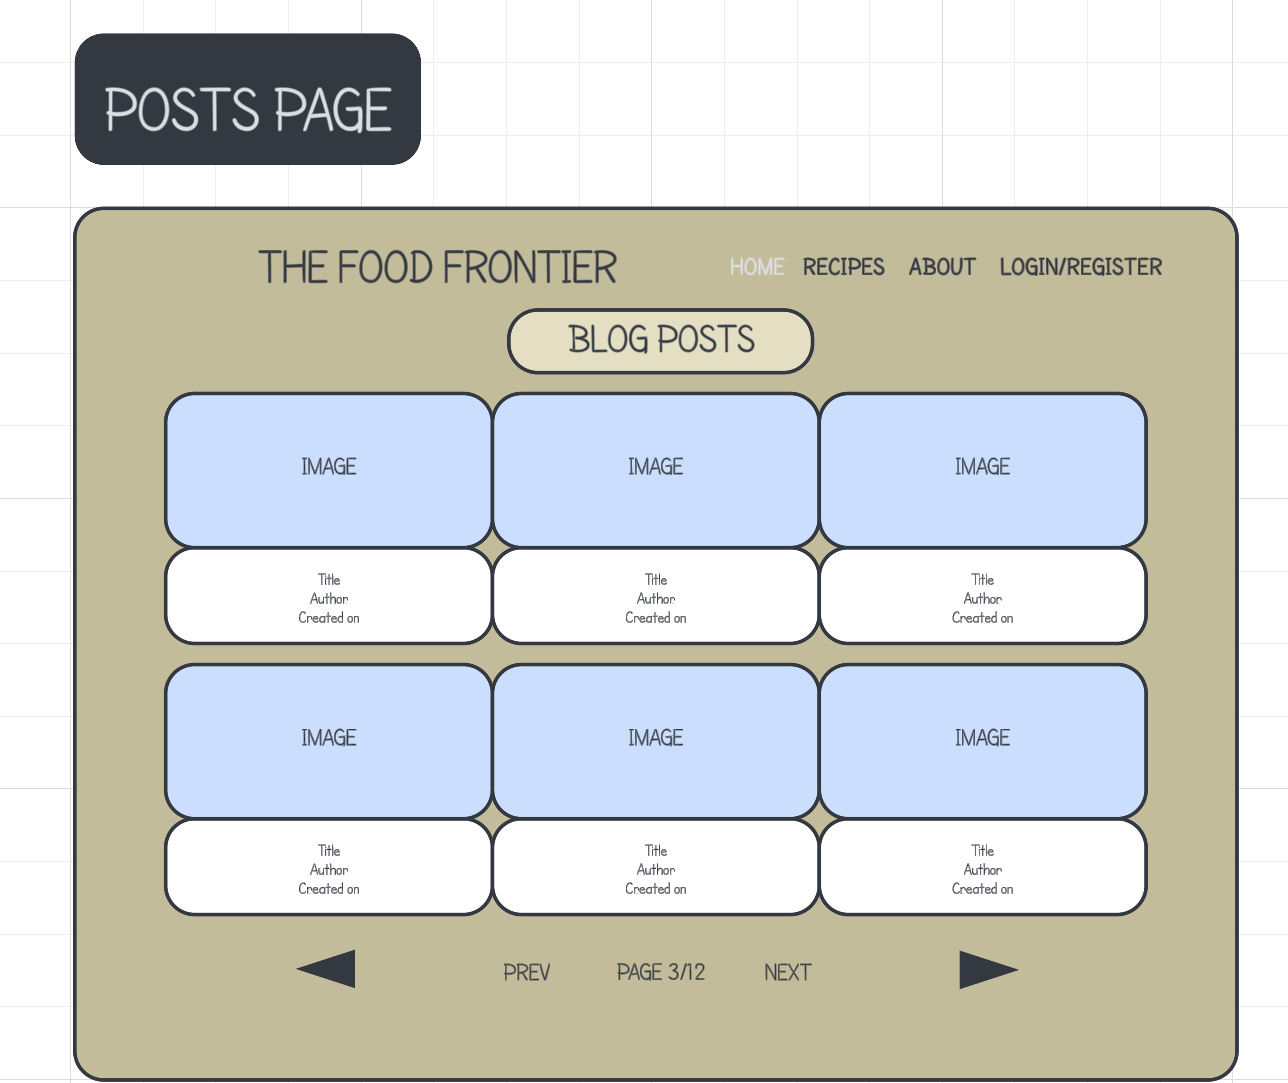 POSTS PAGE
THE FOOD FRONTIER HOME RECIPES ABOUT LOGIN/REGISTER
BLOG POSTS
IMAGE IMAGE IMAGE
Title Title Title
Author Author Author
Created on Created on Created on
IMAGE IMAGE IMAGE
Title Title Title
Author Author Author
Created on Created on Created on
PREV PAGE 3/12 NEXT